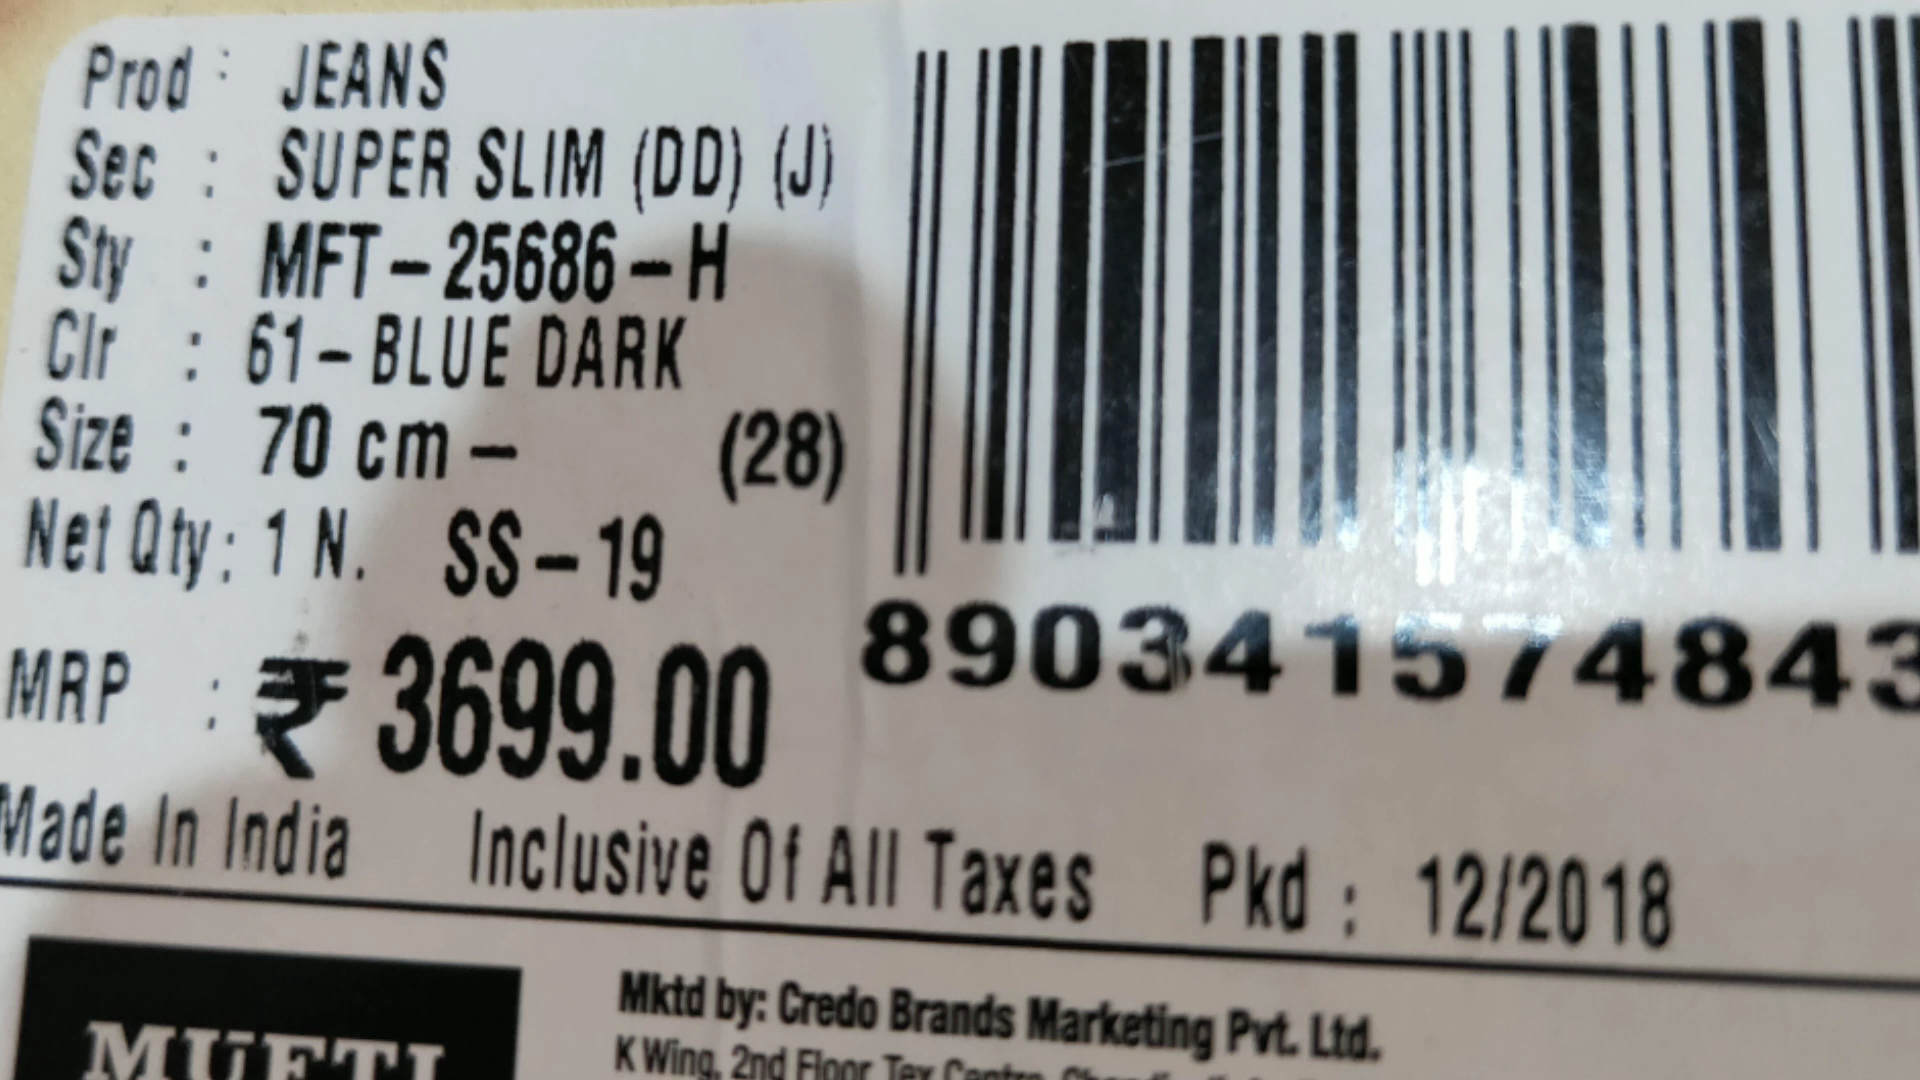 Prod : JEANS
Sec : SUPER SLIM (DD) (J)
Sty : MFT-25686-H
Clr : 61-BLUE DARK
Size : 70 cm - (28)
Net Qty : 1 N. SS-19
MRP : ₹ 3699.00
890341574843
Made In India Inclusive Of All Taxes Pkd : 12/2018
MUFTI
Mktd by: Credo Brands Marketing Pvt. Ltd.
K Wing, 2nd Floor, Tex Centre,